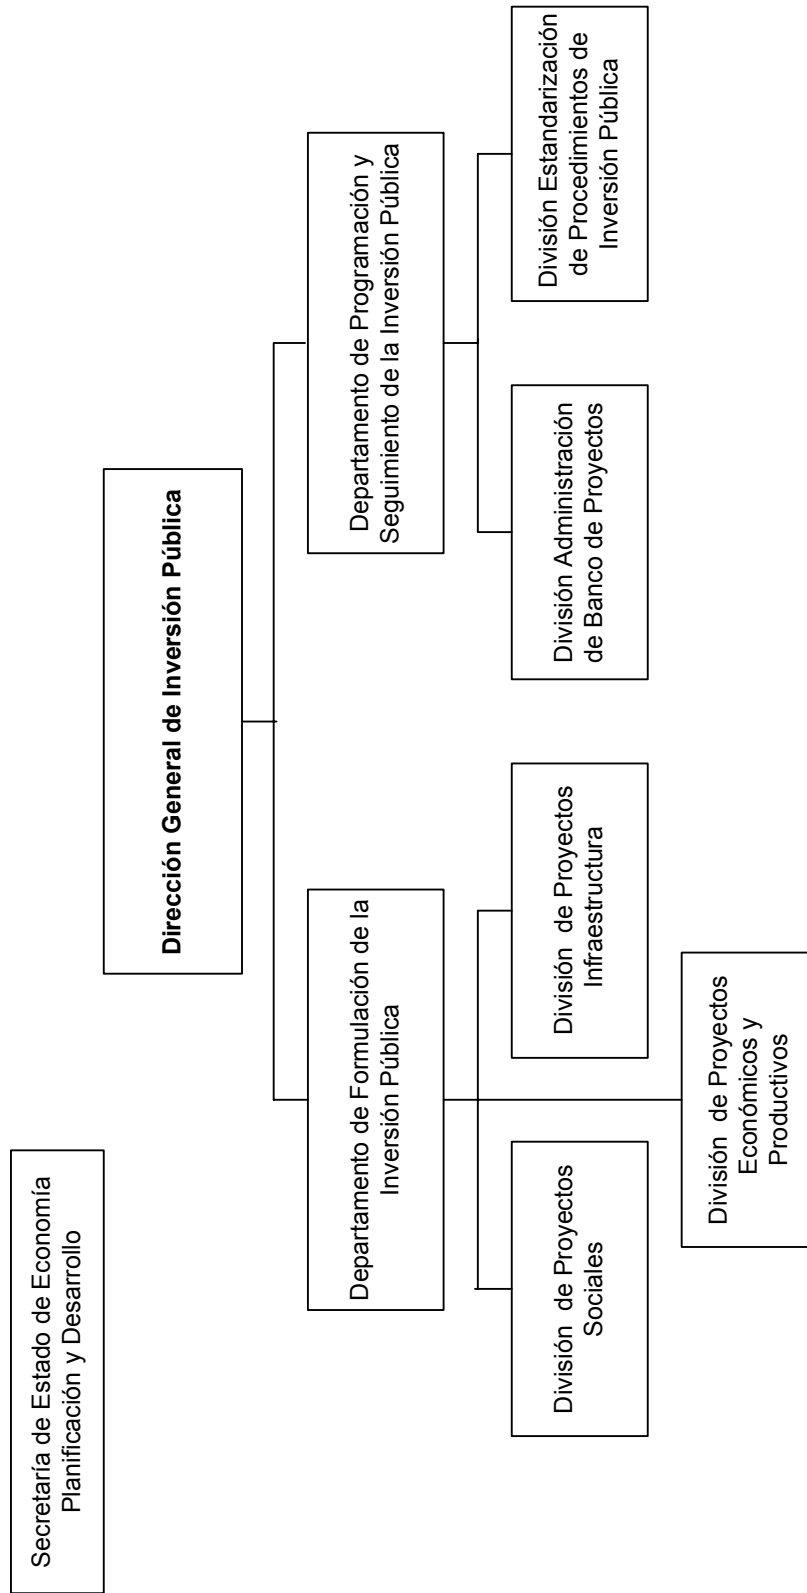 Secretaría de Estado de Economía
Planificación y Desarrollo
Dirección General de Inversión Pública
Departamento de Formulación de la
Inversión Pública
Departamento de Programación y
Seguimiento de la Inversión Pública
División de Proyectos
Sociales
División de Proyectos
Infraestructura
División Administración
de Banco de Proyectos
División Estandarización
de Procedimientos de
Inversión Pública
División de Proyectos
Económicos y
Productivos